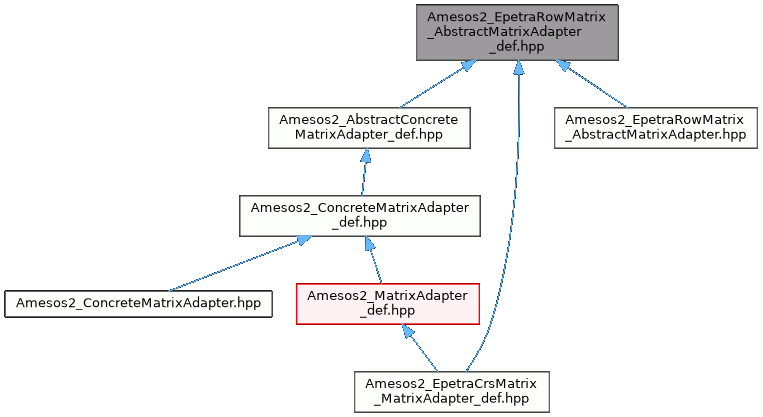 Amesos2_EpetraRowMatrix
_AbstractMatrixAdapter
_def.hpp
Amesos2_AbstractConcrete
MatrixAdapter_def.hpp
Amesos2_EpetraRowMatrix
_AbstractMatrixAdapter.hpp
Amesos2_ConcreteMatrixAdapter
_def.hpp
Amesos2_ConcreteMatrixAdapter.hpp
Amesos2_MatrixAdapter
_def.hpp
Amesos2_EpetraCrsMatrix
_MatrixAdapter_def.hpp